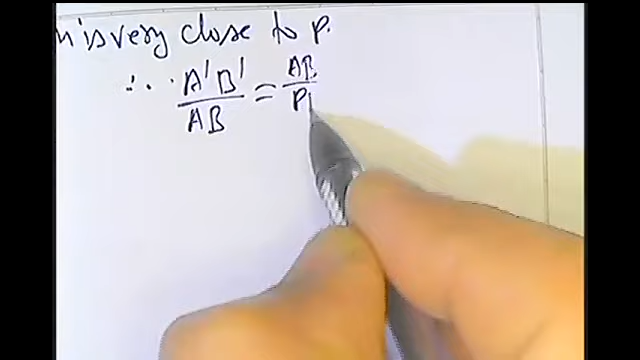 is very close to P.
∴ A'B' / AB = AB / P